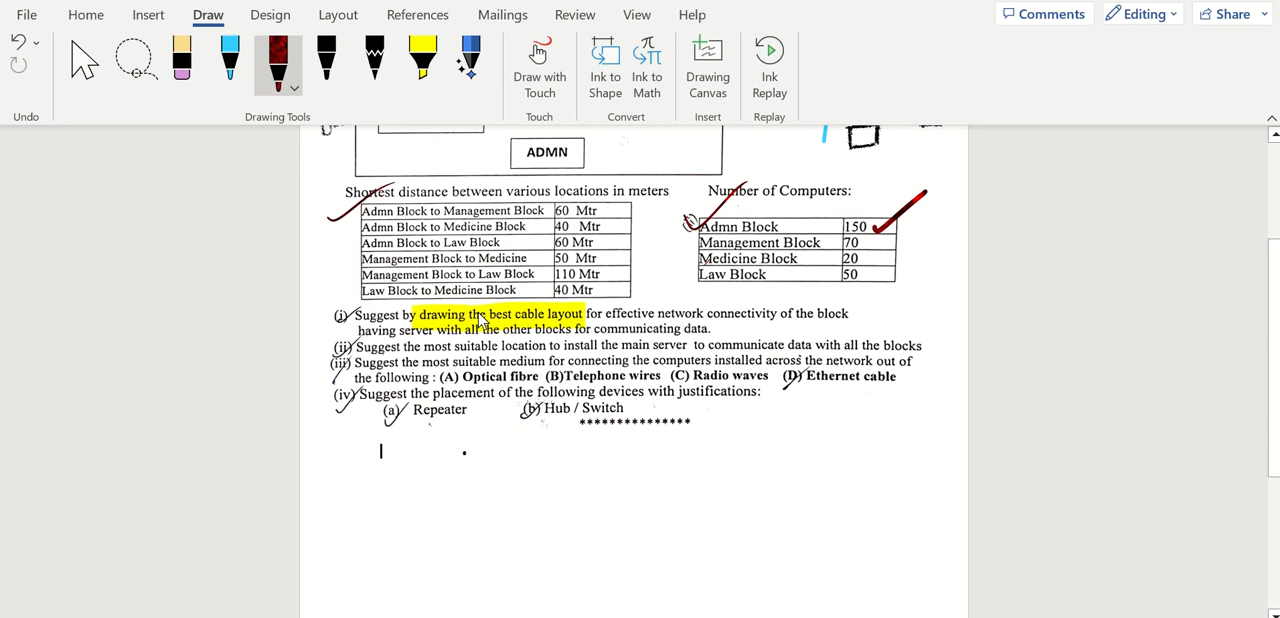 File Home Insert Draw Design Layout References Mailings Review View Help Comments Editing Share
Draw with Touch
Ink to Shape
Ink to Math
Drawing Canvas
Ink Replay
Undo Drawing Tools Touch Convert Insert Replay
ADMN
Shortest distance between various locations in meters
Admn Block to Management Block 60 Mtr
Admn Block to Medicine Block 40 Mtr
Admn Block to Law Block 60 Mtr
Management Block to Medicine 50 Mtr
Management Block to Law Block 110 Mtr
Law Block to Medicine Block 40 Mtr
Number of Computers:
Admn Block 150
Management Block 70
Medicine Block 20
Law Block 50
(i) Suggest by drawing the best cable layout for effective network connectivity of the block
having server with all the other blocks for communicating data.
(ii) Suggest the most suitable location to install the main server to communicate data with all the blocks
(iii) Suggest the most suitable medium for connecting the computers installed across the network out of
the following : (A) Optical fibre (B)Telephone wires (C) Radio waves (D) Ethernet cable
(iv) Suggest the placement of the following devices with justifications:
(a) Repeater (b) Hub / Switch
***************